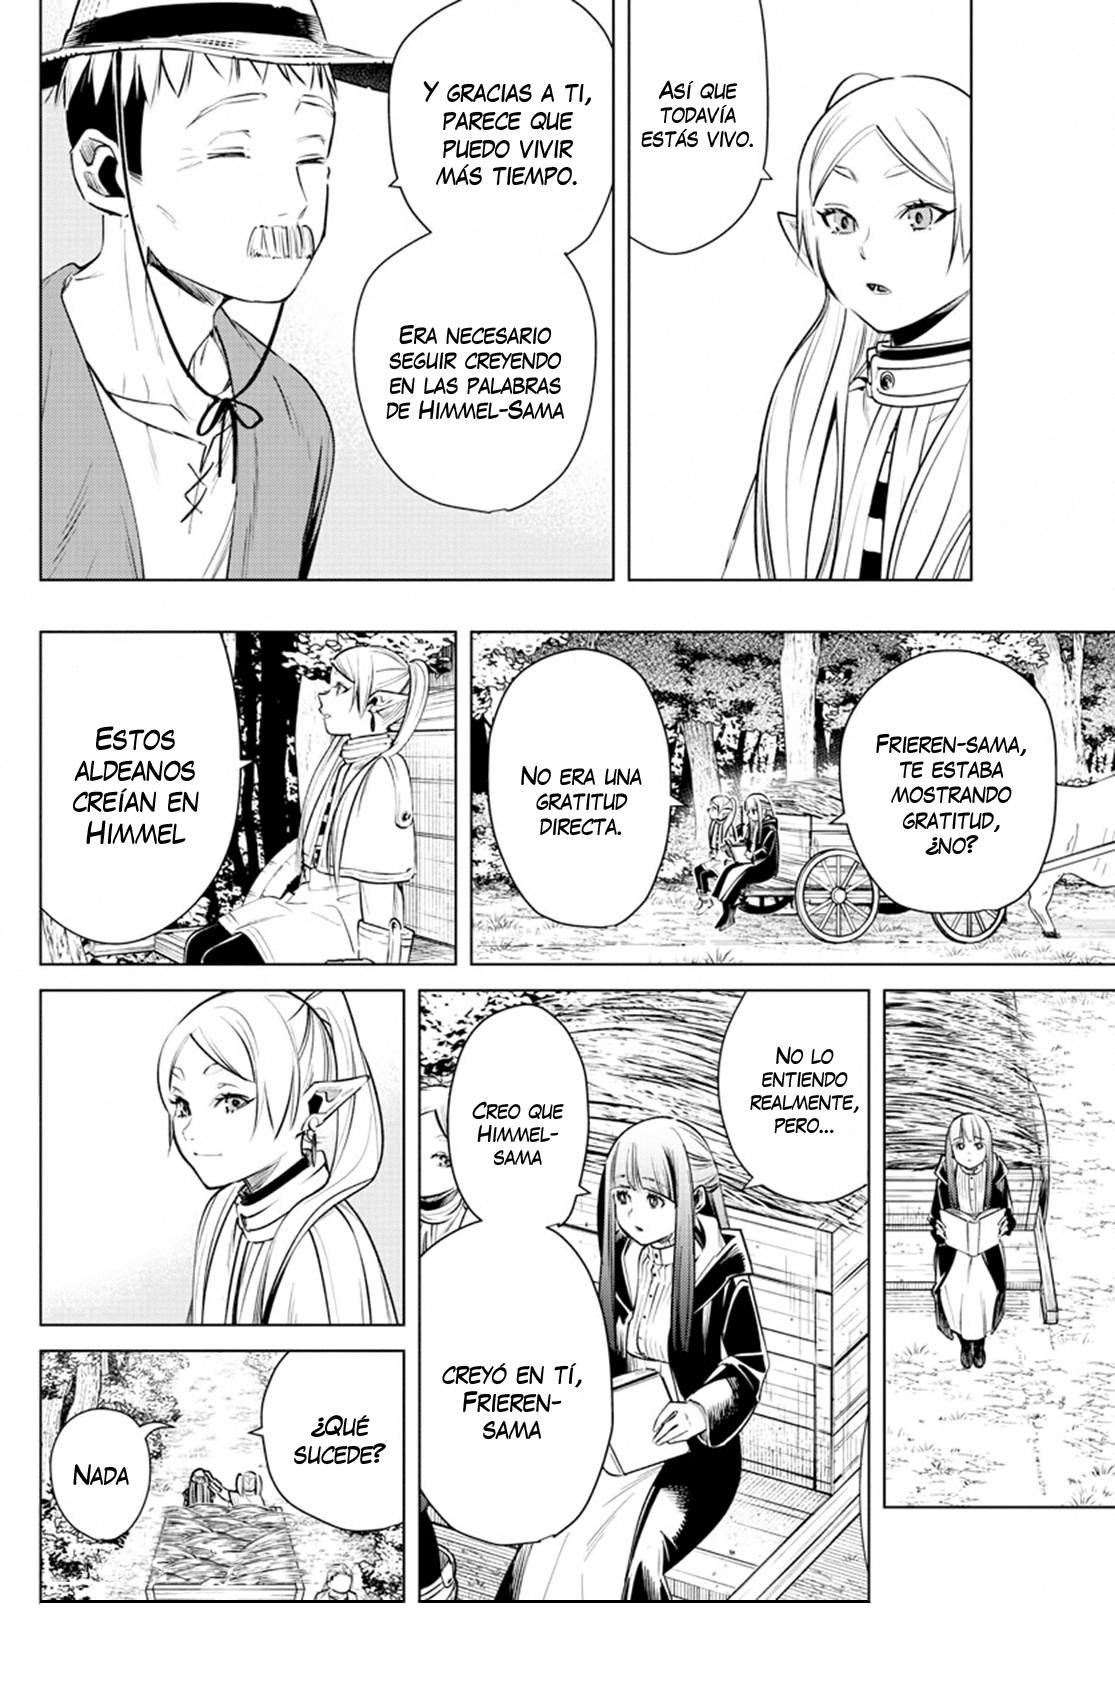 ASÍ QUE
TODAVÍA
ESTÁS VIVO.
Y GRACIAS A TI,
PARECE QUE
PUEDO VIVIR
MÁS TIEMPO.
ERA NECESARIO
SEGUIR CREYENDO
EN LAS PALABRAS
DE HIMMEL-SAMA
FRIEREN-SAMA,
TE ESTABA
MOSTRANDO
GRATITUD,
¿NO?
NO ERA UNA
GRATITUD
DIRECTA.
ESTOS
ALDEANOS
CREÍAN EN
HIMMEL
NO LO
ENTIENDO
REALMENTE,
PERO...
CREO QUE
HIMMEL-
SAMA
CREYÓ EN TÍ,
FRIEREN-
SAMA
¿QUÉ
SUCEDE?
NADA